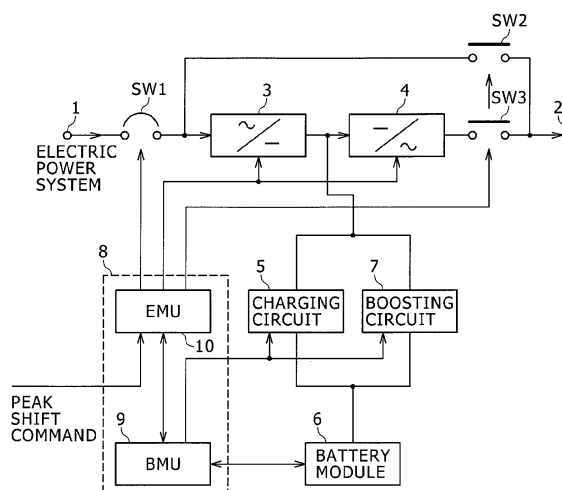 SW2
SW1
3
4
SW3
1
2
ELECTRIC
POWER
SYSTEM
8
5
7
EMU
CHARGING
CIRCUIT
BOOSTING
CIRCUIT
10
PEAK
SHIFT
COMMAND
9
6
BMU
BATTERY
MODULE